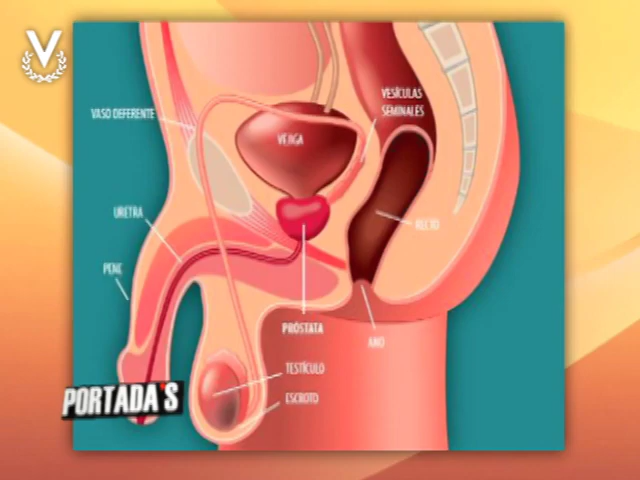 V
VASO DEFERENTE
VESÍCULAS
SEMINALES
VEJIGA
URETRA
RECTO
PENE
PRÓSTATA
ANO
TESTÍCULO
ESCROTO
PORTADA'S